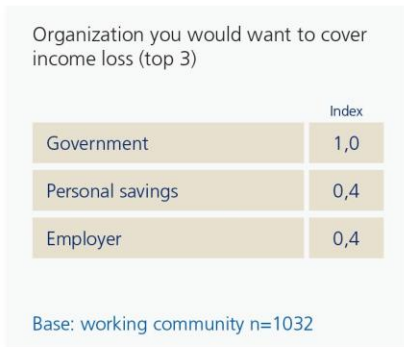 Organization you would want to cover
income loss (top 3)
Index
Government 1,0
Personal savings 0,4
Employer 0,4
Base: working community n=1032